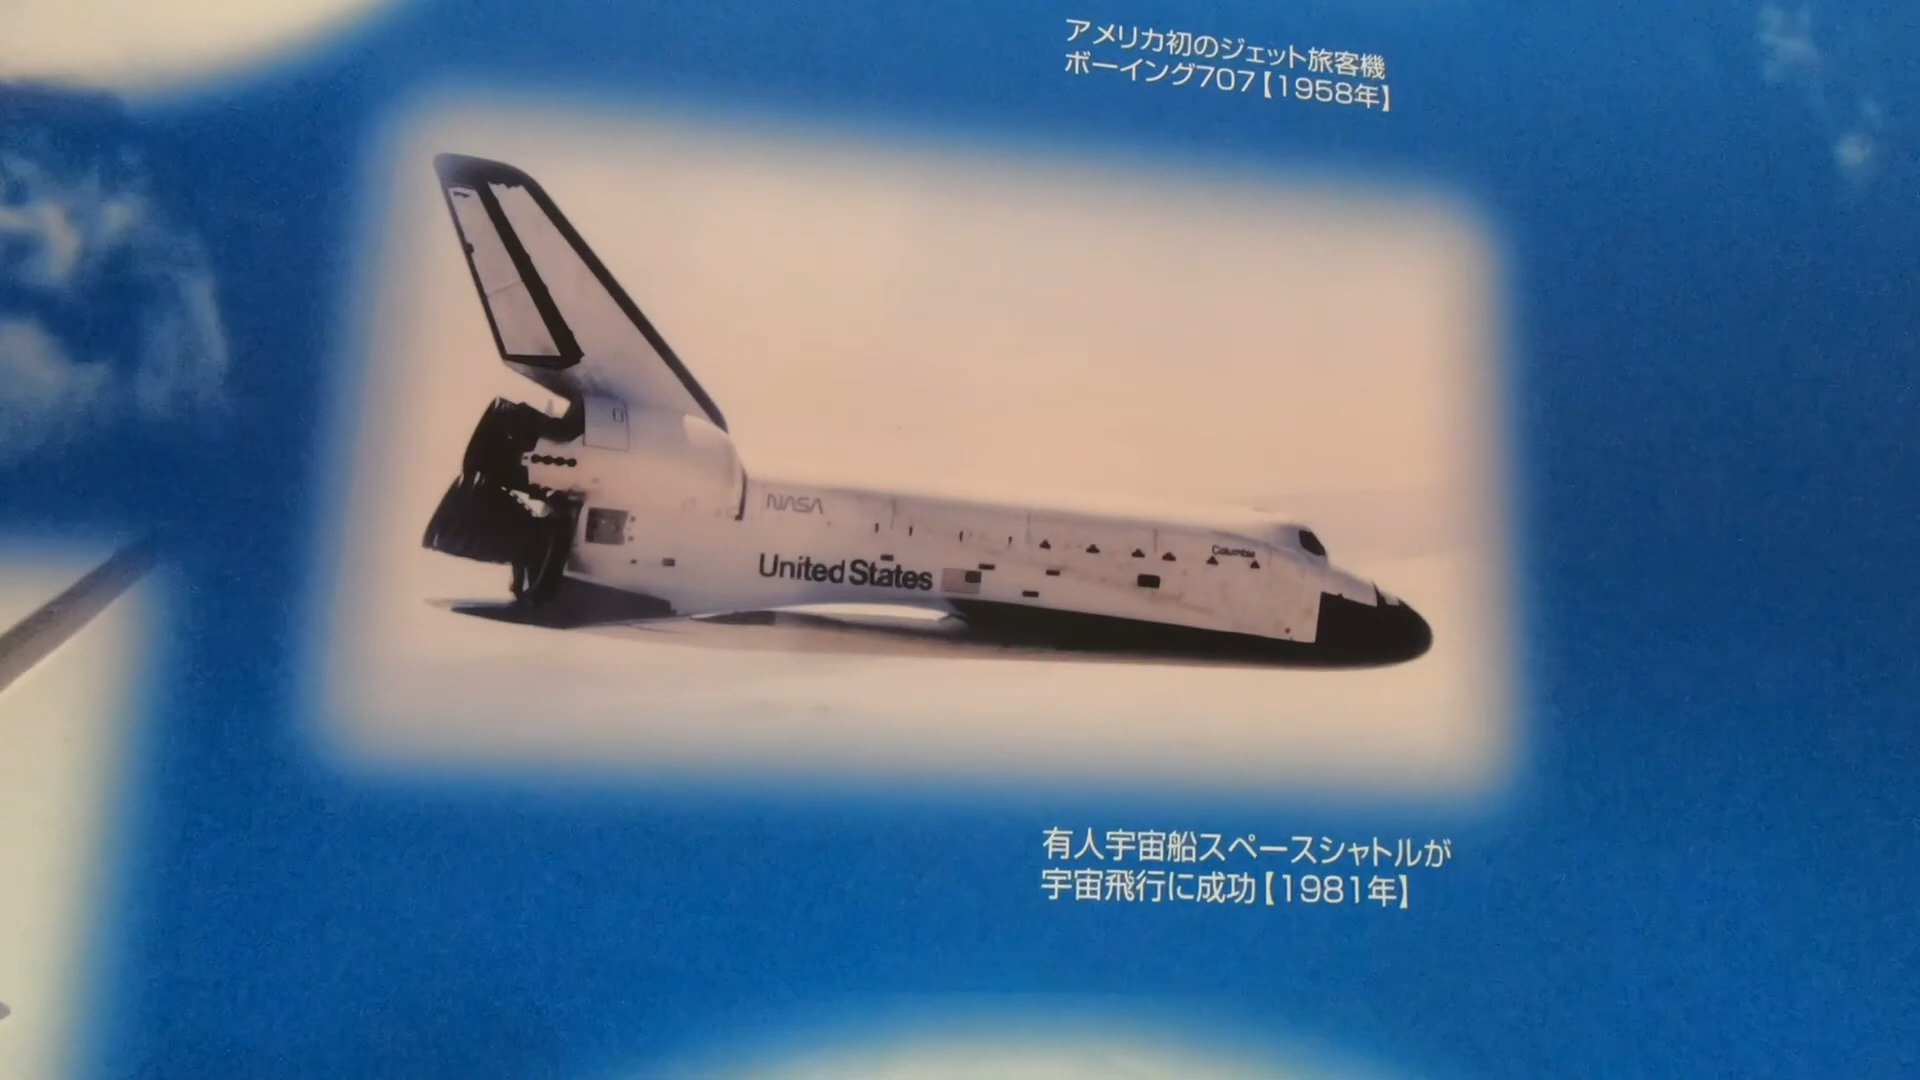 アメリカ初のジェット旅客機
ボーイング707【1958年】
NASA
United States
Columbia
有人宇宙船スペースシャトルが
宇宙飛行に成功【1981年】